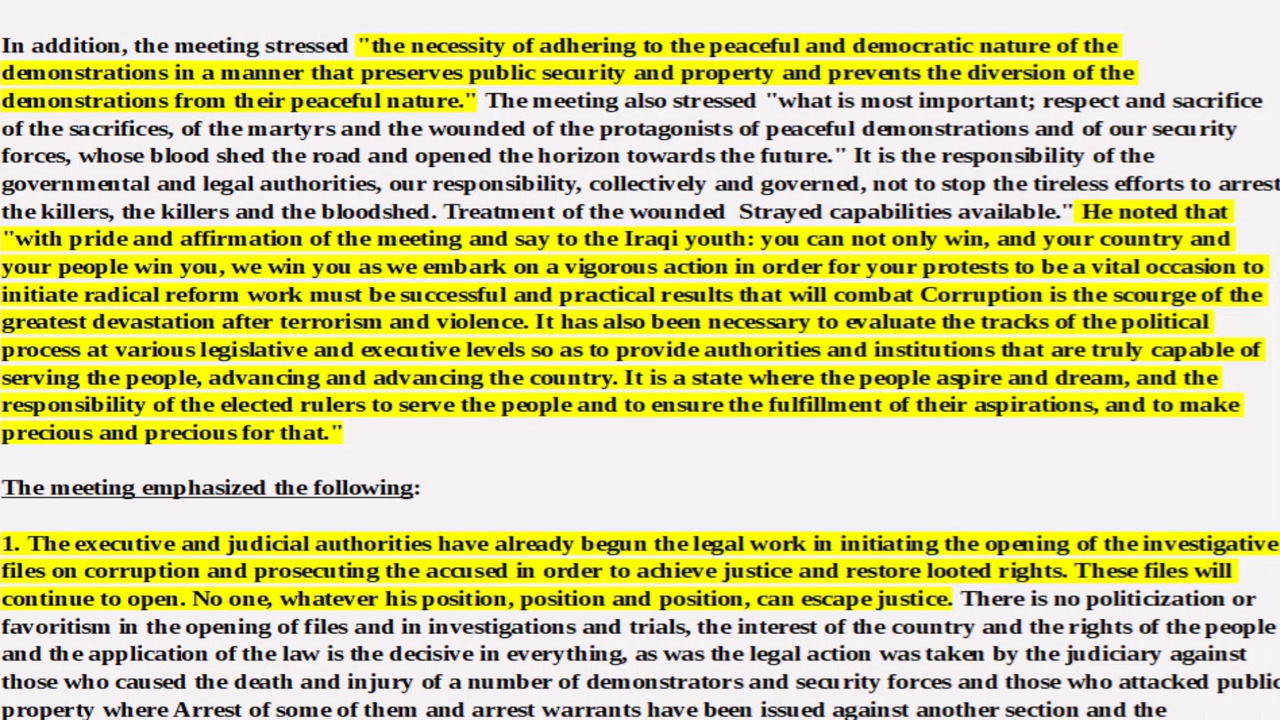 In addition, the meeting stressed "the necessity of adhering to the peaceful and democratic nature of the
demonstrations in a manner that preserves public security and property and prevents the diversion of the
demonstrations from their peaceful nature." The meeting also stressed "what is most important; respect and sacrifice
of the sacrifices, of the martyrs and the wounded of the protagonists of peaceful demonstrations and of our security
forces, whose blood shed the road and opened the horizon towards the future." It is the responsibility of the
governmental and legal authorities, our responsibility, collectively and governed, not to stop the tireless efforts to arrest
the killers, the killers and the bloodshed. Treatment of the wounded Strayed capabilities available." He noted that
"with pride and affirmation of the meeting and say to the Iraqi youth: you can not only win, and your country and
your people win you, we win you as we embark on a vigorous action in order for your protests to be a vital occasion to
initiate radical reform work must be successful and practical results that will combat Corruption is the scourge of the
greatest devastation after terrorism and violence. It has also been necessary to evaluate the tracks of the political
process at various legislative and executive levels so as to provide authorities and institutions that are truly capable of
serving the people, advancing and advancing the country. It is a state where the people aspire and dream, and the
responsibility of the elected rulers to serve the people and to ensure the fulfillment of their aspirations, and to make
precious and precious for that."
The meeting emphasized the following:
1. The executive and judicial authorities have already begun the legal work in initiating the opening of the investigative
files on corruption and prosecuting the accused in order to achieve justice and restore looted rights. These files will
continue to open. No one, whatever his position, position and position, can escape justice. There is no politicization or
favoritism in the opening of files and in investigations and trials, the interest of the country and the rights of the people
and the application of the law is the decisive in everything, as was the legal action was taken by the judiciary against
those who caused the death and injury of a number of demonstrators and security forces and those who attacked public
property where Arrest of some of them and arrest warrants have been issued against another section and the